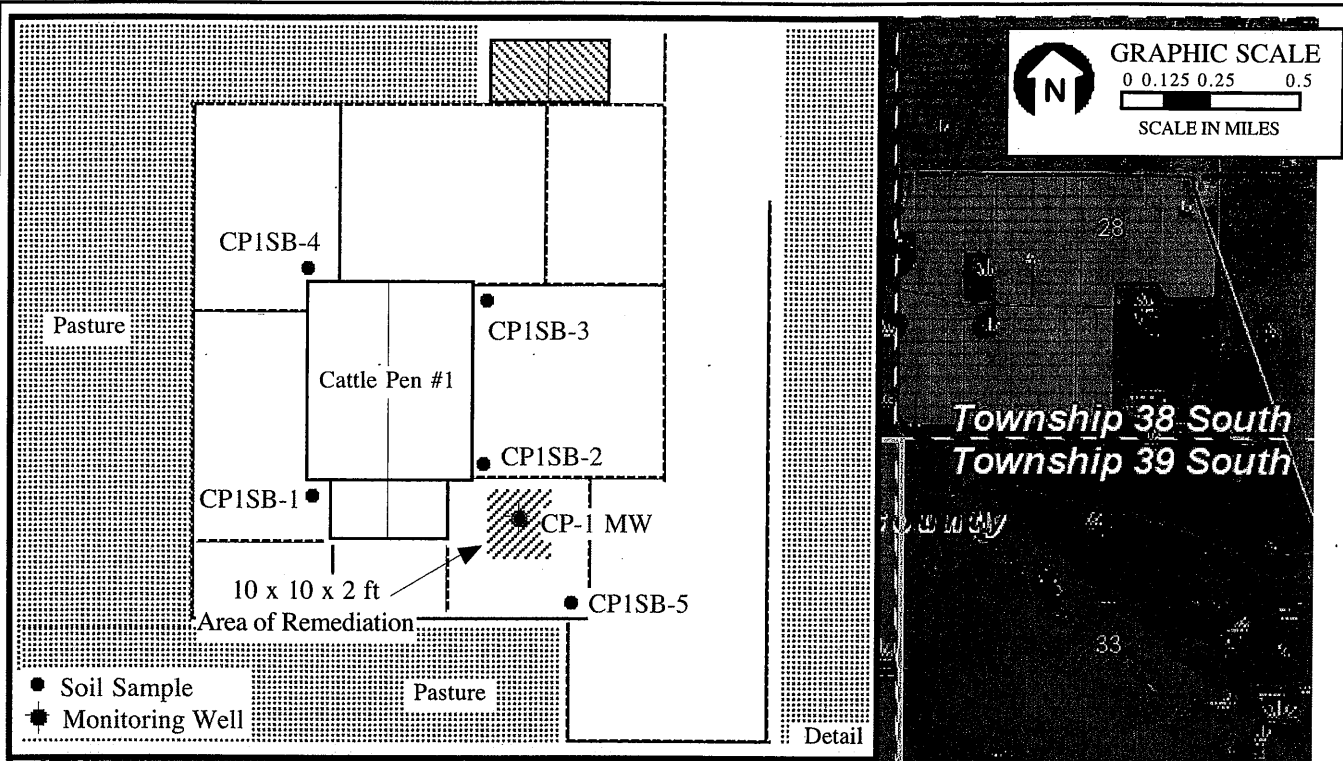 CP1SB-4
Pasture
CP1SB-3
Cattle Pen #1
CP1SB-2
CP1SB-1
CP-1 MW
10 x 10 x 2 ft
Area of Remediation
CP1SB-5
Soil Sample
Monitoring Well
Pasture
Detail
N
GRAPHIC SCALE
0 0.125 0.25 0.5
SCALE IN MILES
28
Township 38 South
Township 39 South
ounty
33